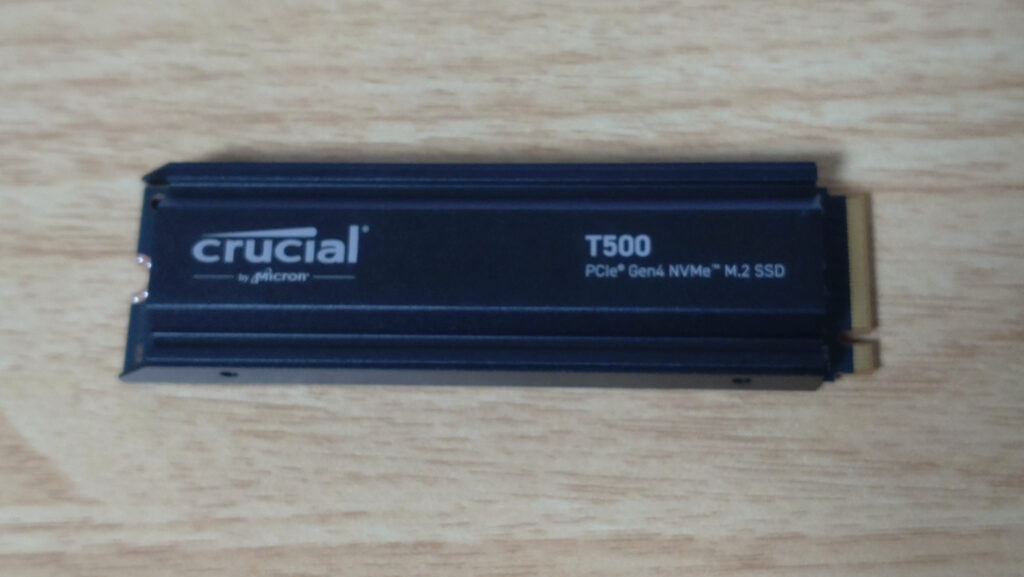 crucial®
by Micron®
T500
PCIe® Gen4 NVMe™ M.2 SSD